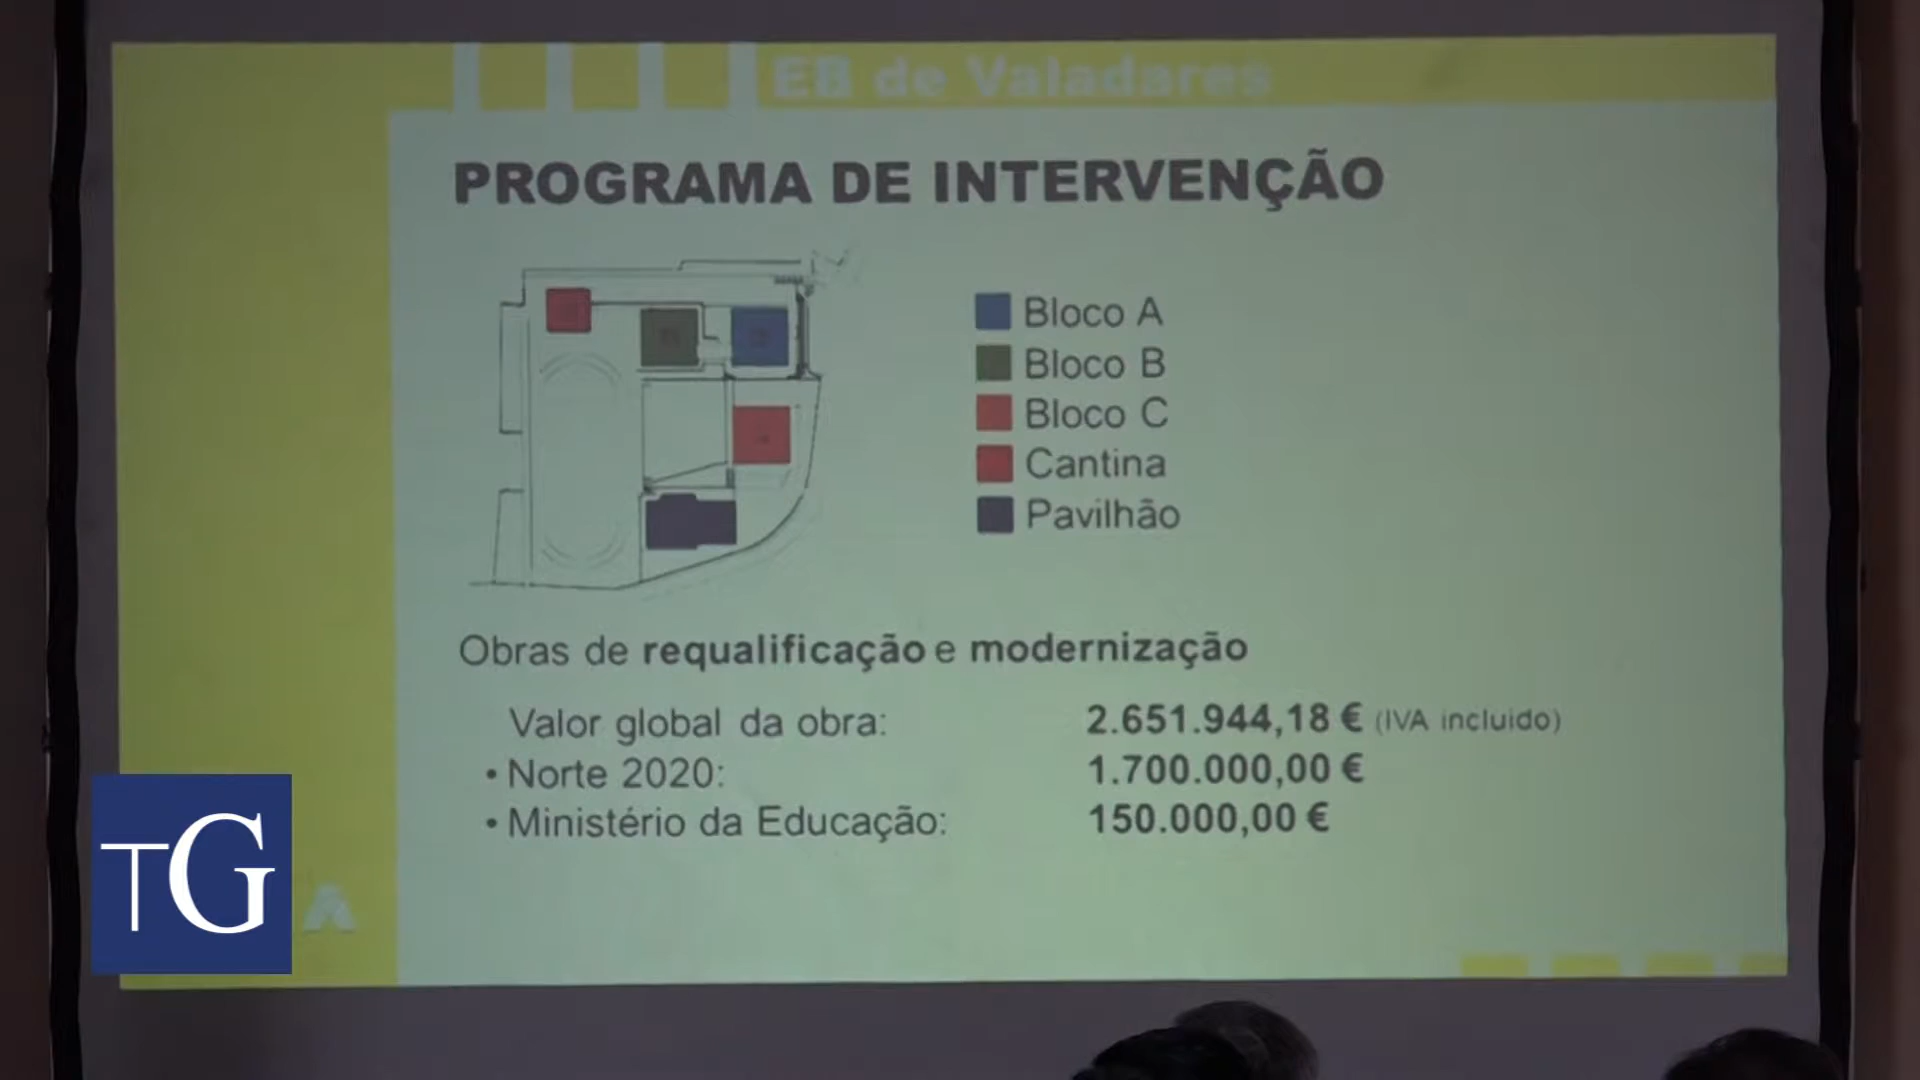 EB de Valadares
PROGRAMA DE INTERVENÇÃO
Bloco A
Bloco B
Bloco C
Cantina
Pavilhão
Obras de requalificação e modernização
Valor global da obra: 2.651.944,18 € (IVA incluido)
• Norte 2020: 1.700.000,00 €
• Ministério da Educação: 150.000,00 €
TG